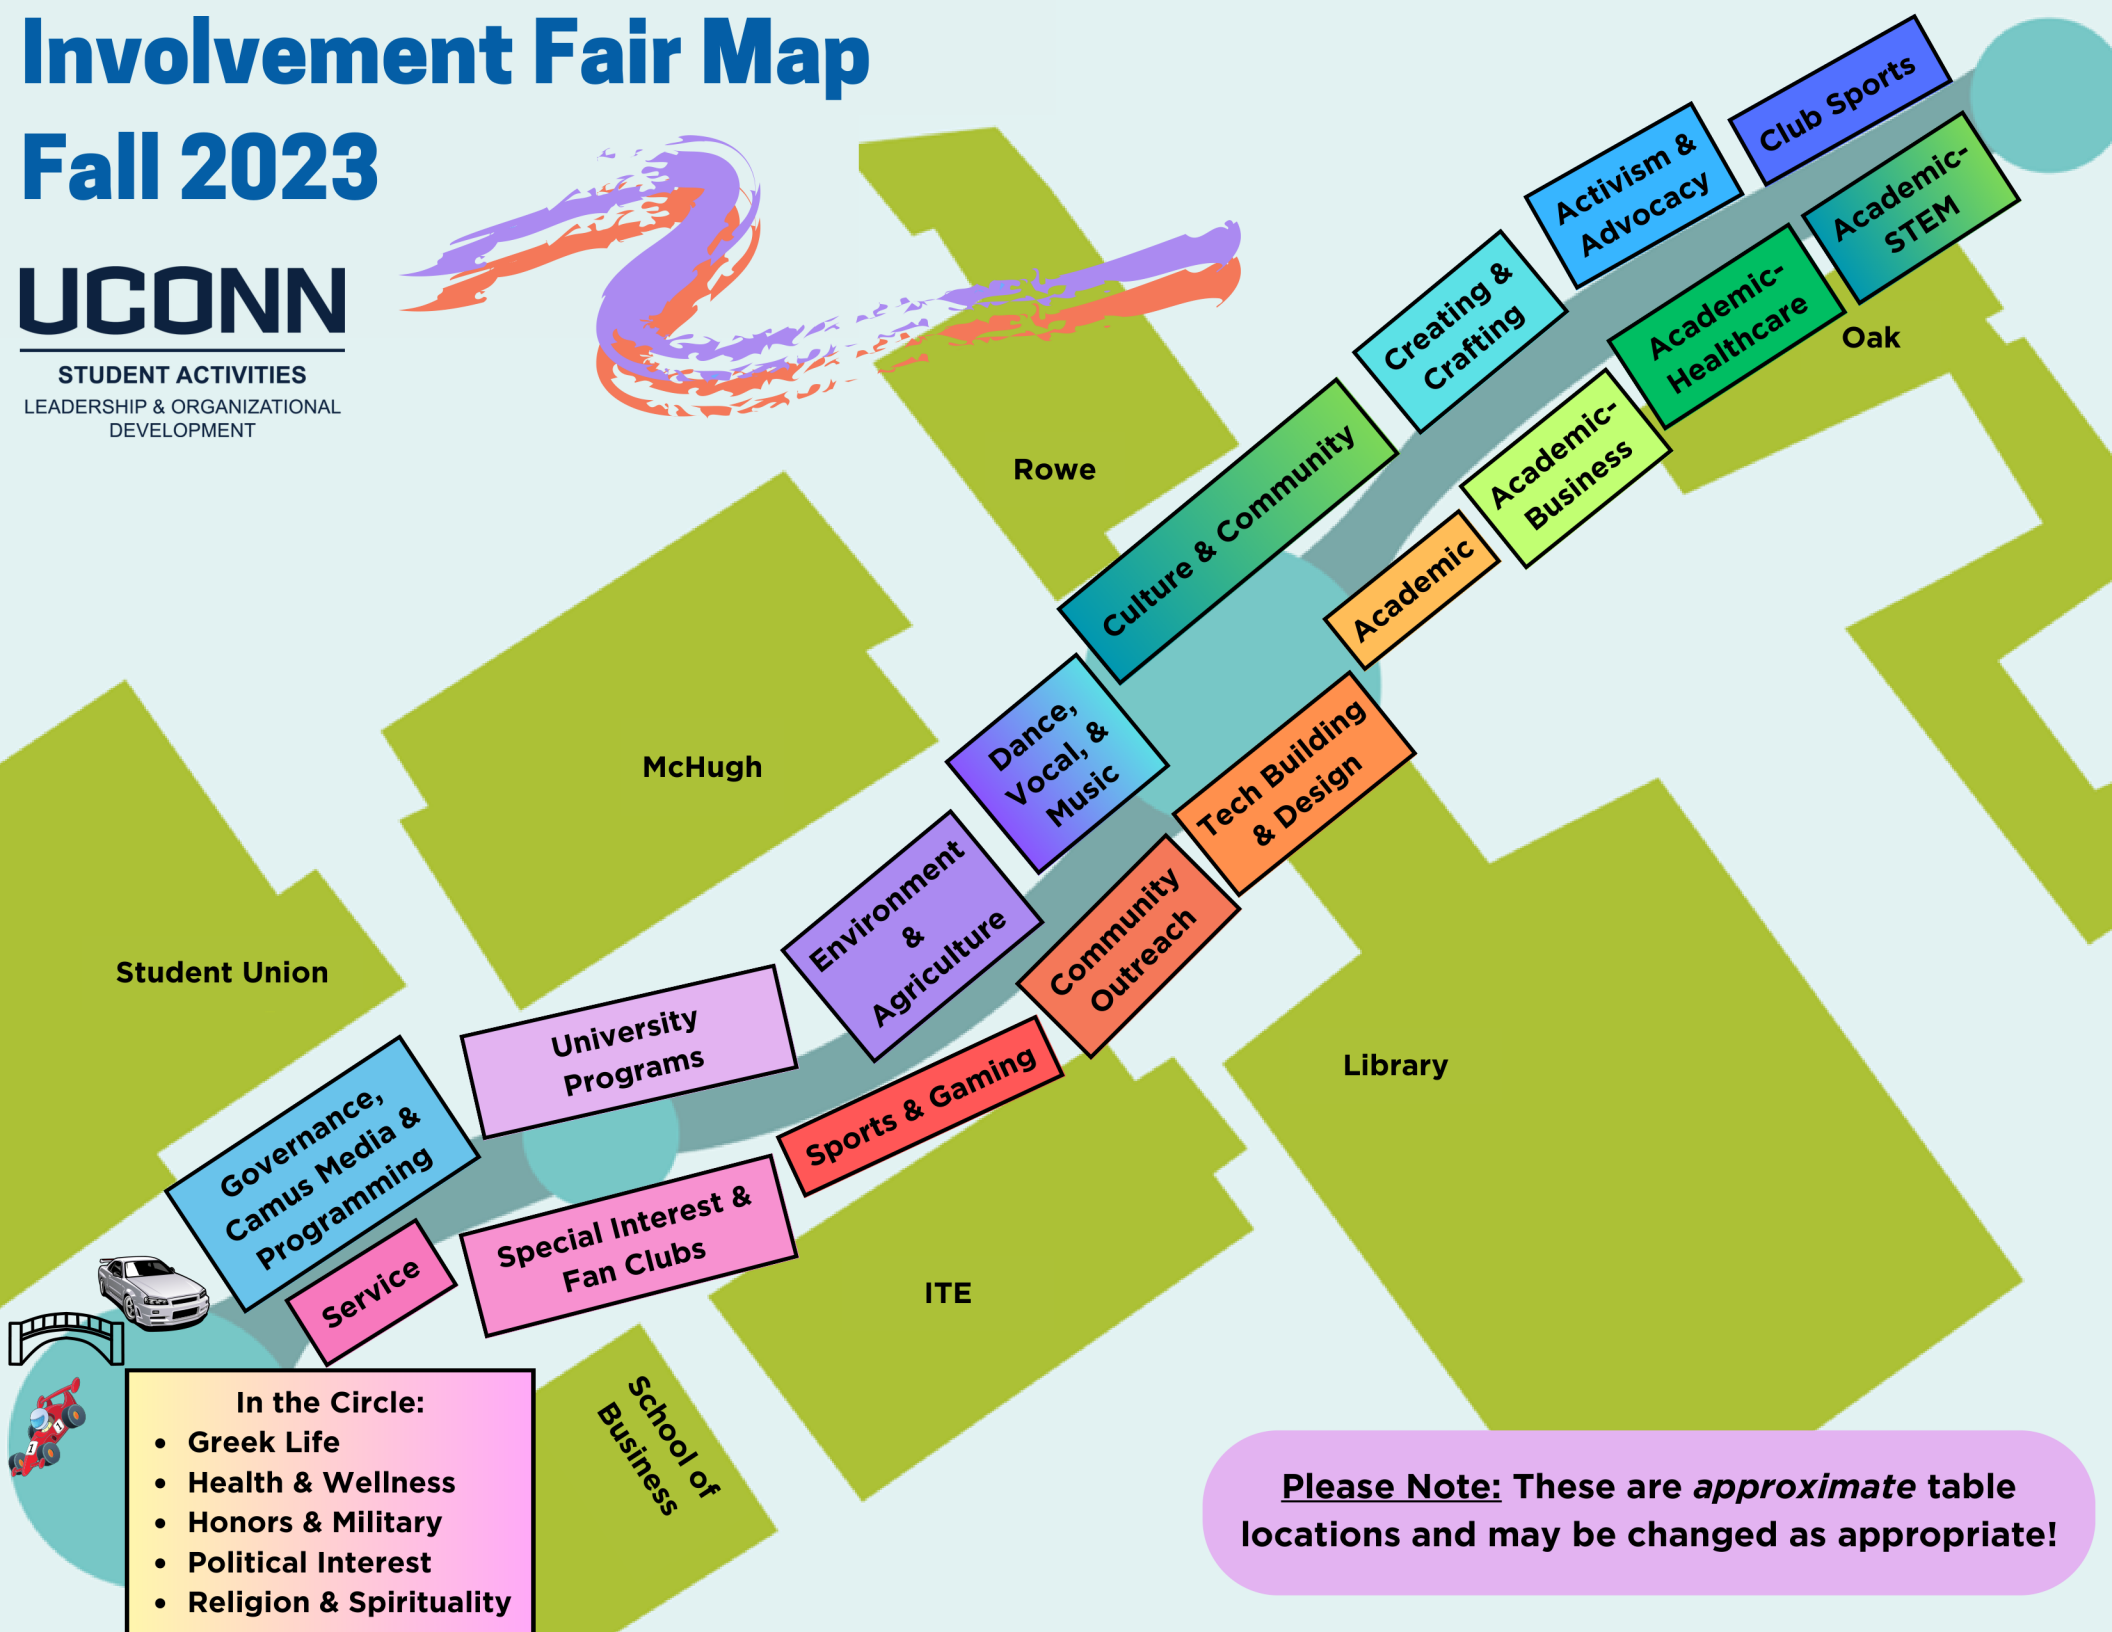 Involvement Fair Map
Fall 2023
UCONN
STUDENT ACTIVITIES
LEADERSHIP & ORGANIZATIONAL
DEVELOPMENT
Club Sports
Activism &
Advocacy
Academic-
STEM
Creating &
Crafting
Academic-
Healthcare
Oak
Academic-
Business
Culture & Community
Rowe
Academic
Dance,
Vocal, &
Music
Tech Building
& Design
McHugh
Environment
&
Agriculture
Community
Outreach
Student Union
University
Programs
Sports & Gaming
Library
Governance,
Camus Media &
Programming
Special Interest &
Fan Clubs
Service
ITE
School of
Business
1
1
In the Circle:
• Greek Life
• Health & Wellness
• Honors & Military
• Political Interest
• Religion & Spirituality
Please Note: These are approximate table
locations and may be changed as appropriate!